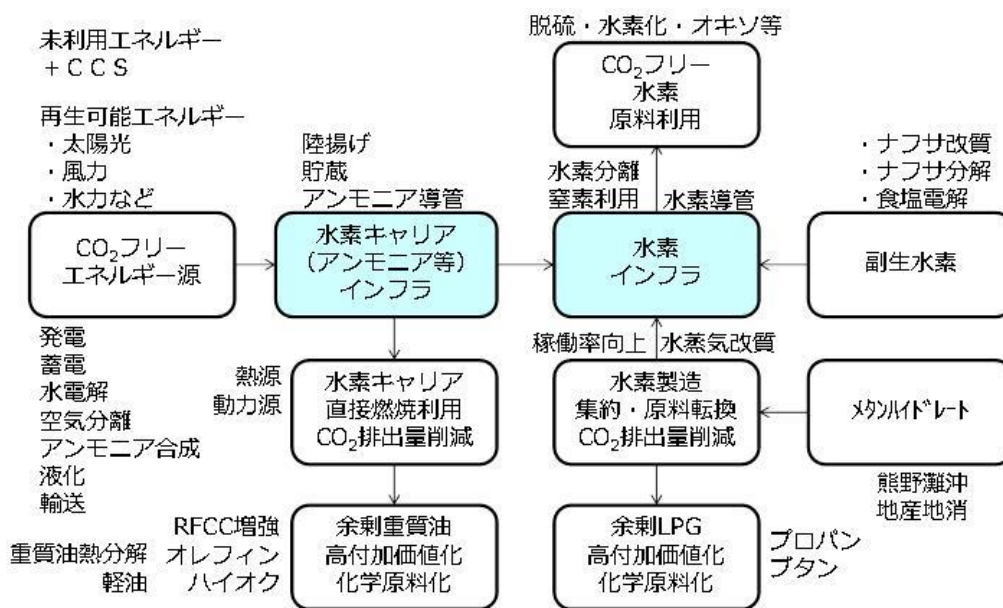 未利用エネルギー
+CCS
再生可能エネルギー
・太陽光
・風力
・水力など
CO₂フリー
エネルギー源
発電
蓄電
水電解
空気分離
アンモニア合成
液化
輸送
陸揚げ
貯蔵
アンモニア導管
水素キャリア
(アンモニア等)
インフラ
熱源
動力源
水素キャリア
直接燃焼利用
CO₂排出量削減
RFCC増強
重質油熱分解
オレフィン
軽油
ハイオク
余剰重質油
高付加価値化
化学原料化
脱硫・水素化・オキソ等
CO₂フリー
水素
原料利用
水素分離
窒素利用
水素導管
水素
インフラ
稼働率向上
水蒸気改質
水素製造
集約・原料転換
CO₂排出量削減
余剰LPG
高付加価値化
化学原料化
プロパン
ブタン
・ナフサ改質
・ナフサ分解
・食塩電解
副生水素
メタンハイドレート
熊野灘沖
地産地消